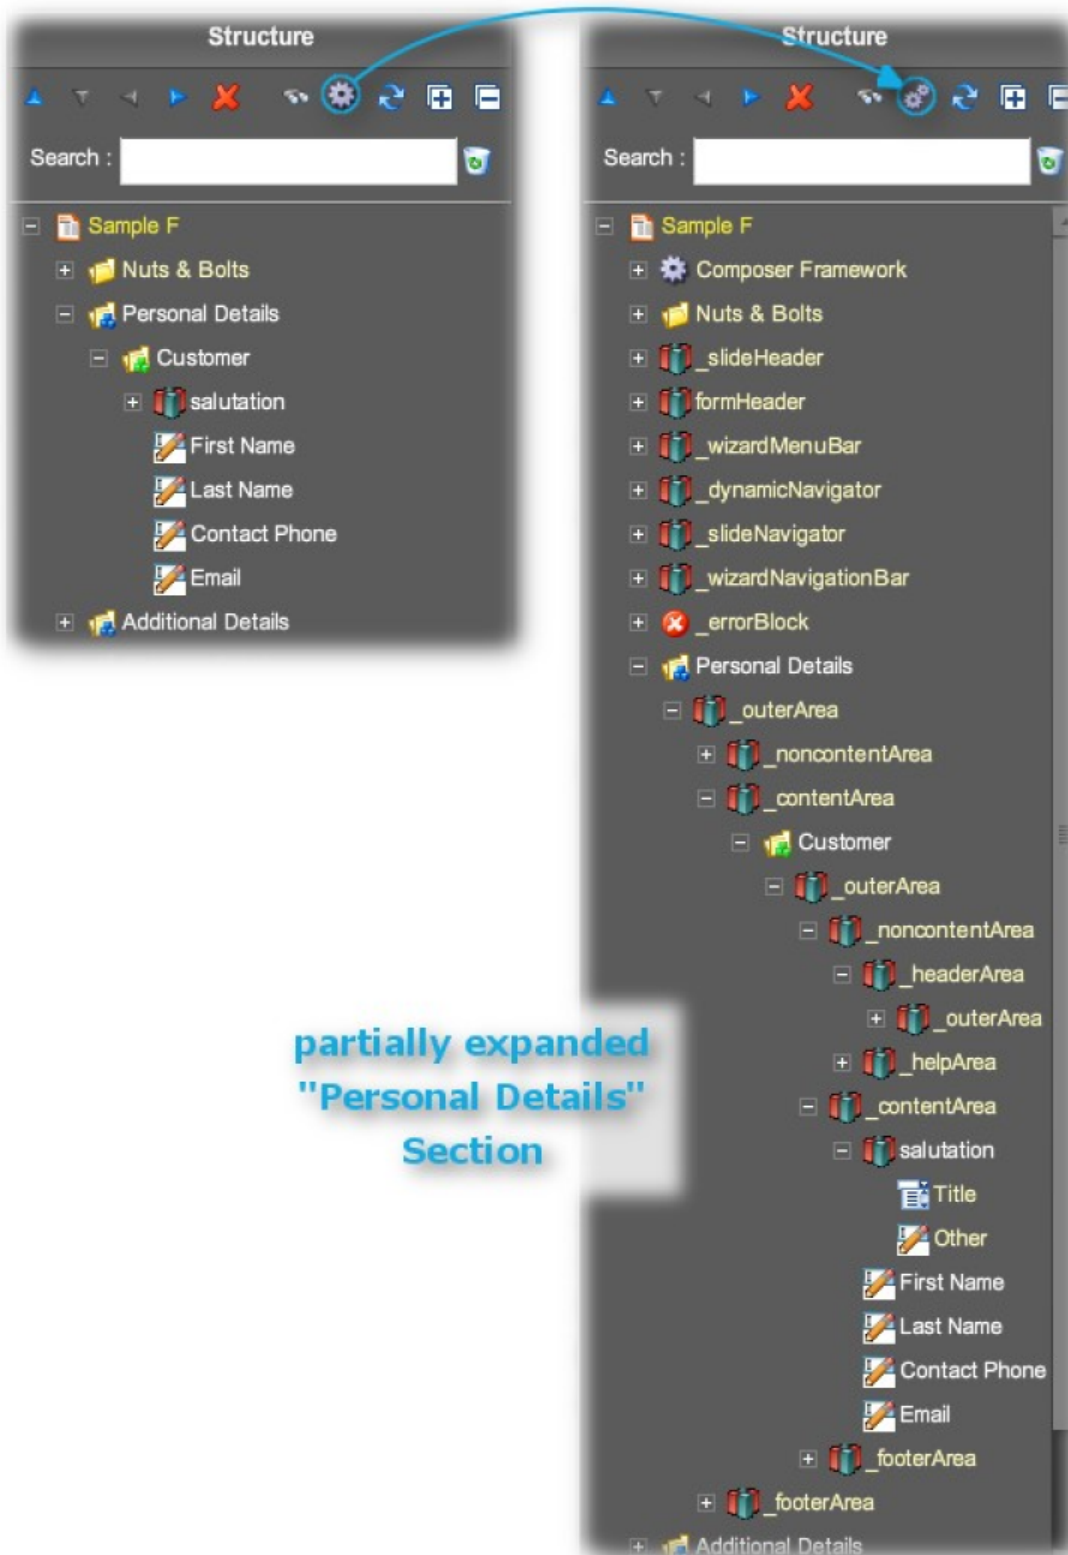 Structure
Search :
Sample F
Nuts & Bolts
Personal Details
Customer
salutation
First Name
Last Name
Contact Phone
Email
Additional Details
Structure
Search :
Sample F
Composer Framework
Nuts & Bolts
_slideHeader
formHeader
_wizardMenuBar
_dynamicNavigator
_slideNavigator
_wizardNavigationBar
_errorBlock
Personal Details
_outerArea
_noncontentArea
_contentArea
Customer
_outerArea
_noncontentArea
_headerArea
_outerArea
_helpArea
_contentArea
salutation
Title
Other
First Name
Last Name
Contact Phone
Email
_footerArea
_footerArea
Additional Details
partially expanded
"Personal Details"
Section